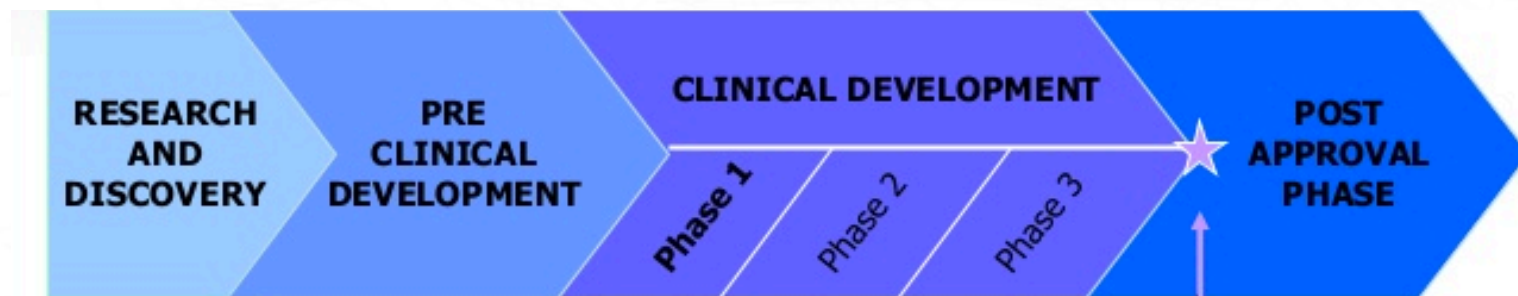 RESEARCH
AND
DISCOVERY
PRE
CLINICAL
DEVELOPMENT
CLINICAL DEVELOPMENT
Phase 1
Phase 2
Phase 3
POST
APPROVAL
PHASE